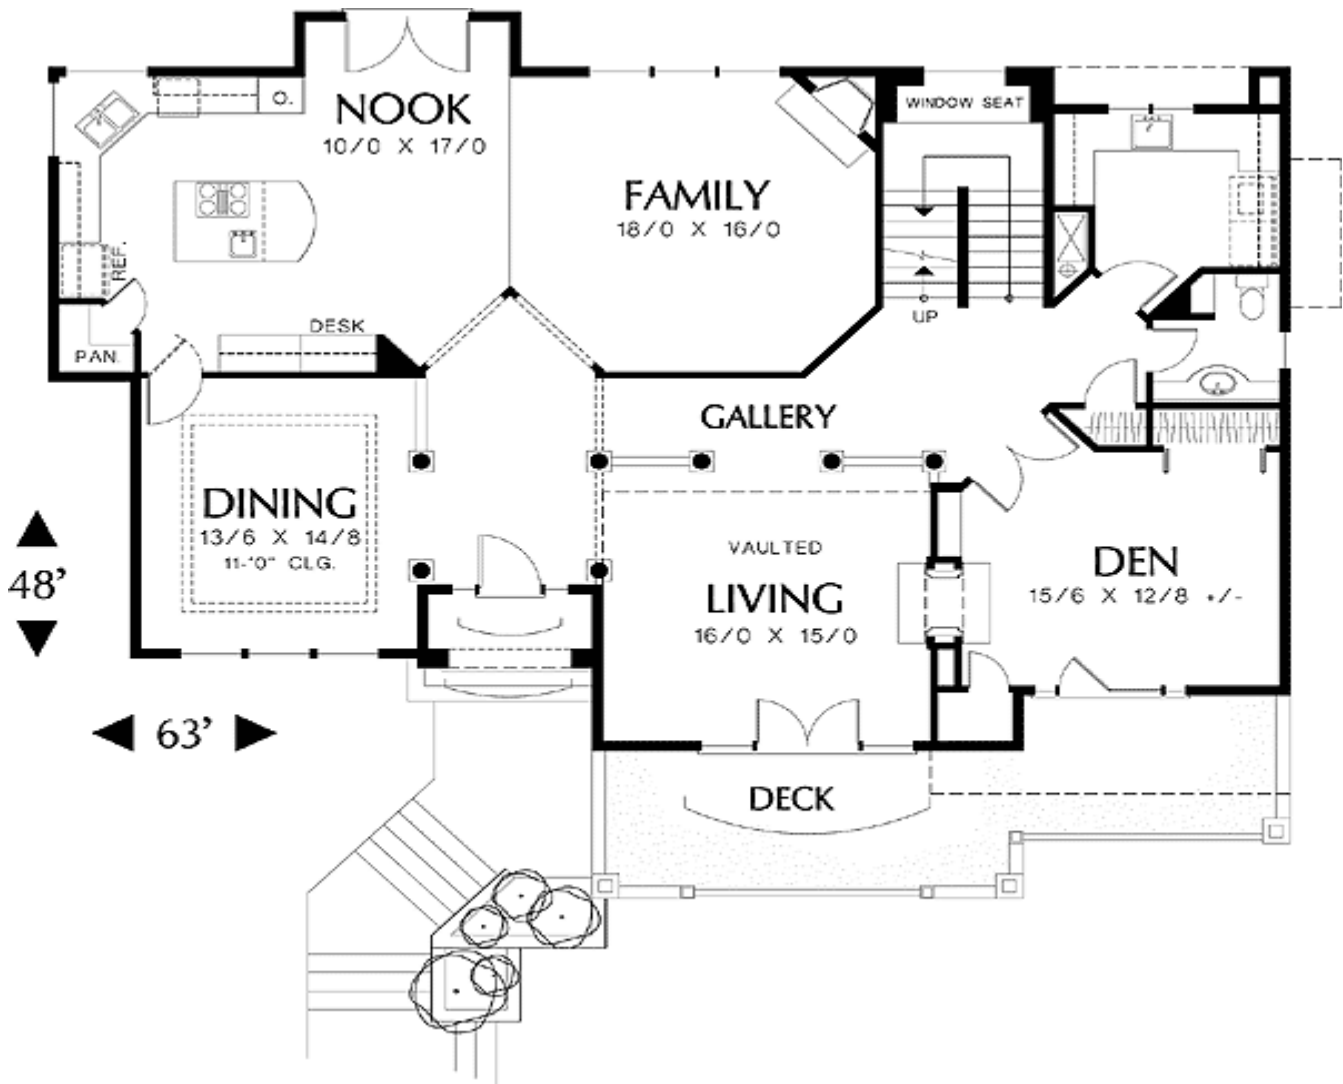 O.
NOOK
10/0 X 17/0
WINDOW SEAT
FAMILY
18/0 X 16/0
REF.
UP
DESK
PAN.
GALLERY
DINING
13/6 X 14/8
11-"0" CLG.
VAULTED
LIVING
16/0 X 15/0
DEN
15/6 X 12/8 +/-
48'
63'
DECK